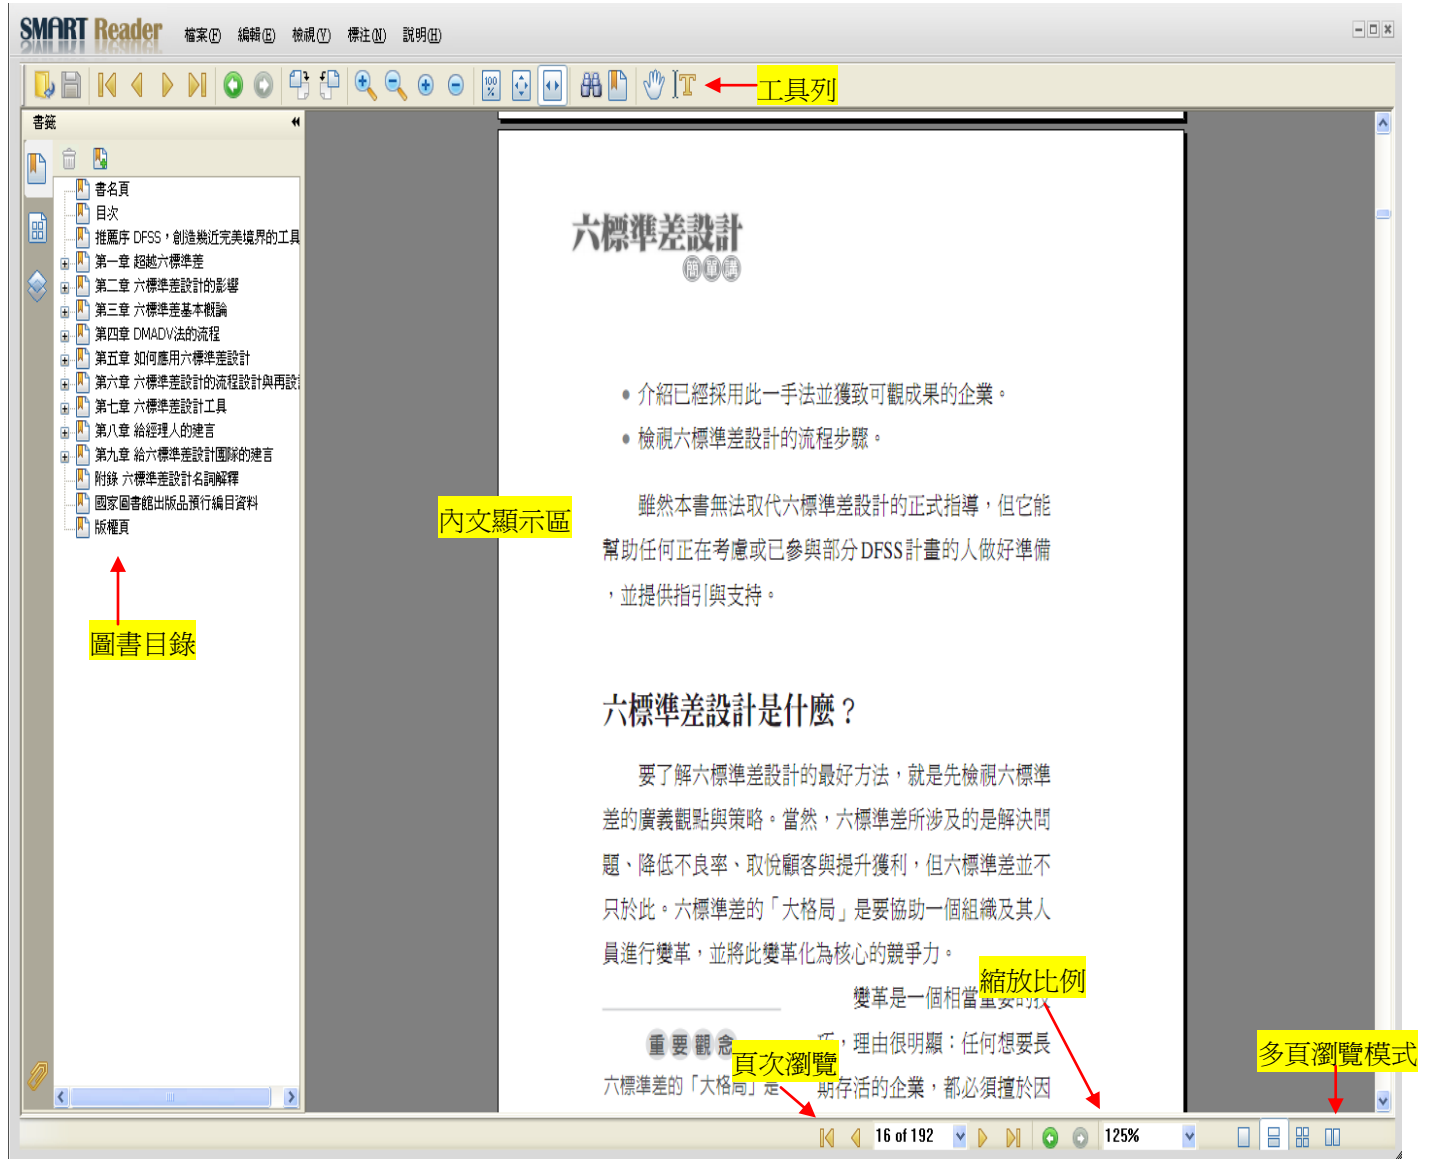 SMART Reader 檔案(F) 編輯(E) 檢視(V) 標注(N) 說明(H)
工具列
書籤
書名頁
目次
推薦序 DFSS，創造幾近完美境界的工具
第一章 超越六標準差
第二章 六標準差設計的影響
第三章 六標準差基本概論
第四章 DMADV法的流程
第五章 如何應用六標準差設計
第六章 六標準差設計的流程設計與再設
第七章 六標準差設計工具
第八章 給經理人的建言
第九章 給六標準差設計團隊的建言
附錄 六標準差設計名詞解釋
國家圖書館出版品預行編目資料
版權頁
圖書目錄
內文顯示區
六標準差設計
簡單講
•介紹已經採用此一手法並獲致可觀成果的企業。
•檢視六標準差設計的流程步驟。
雖然本書無法取代六標準差設計的正式指導，但它能
幫助任何正在考慮或已參與部分DFSS計畫的人做好準備
，並提供指引與支持。
六標準差設計是什麼？
要了解六標準差設計的最好方法，就是先檢視六標準
差的廣義觀點與策略。當然，六標準差所涉及的是解決問
題、降低不良率、取悅顧客與提升獲利，但六標準差並不
只於此。六標準差的「大格局」是要協助一個組織及其人
員進行變革，並將此變革化為核心的競爭力。
縮放比例
變革是一個相當重要的技
，理由很明顯：任何想要長
期存活的企業，都必須擅於因
重要觀念
六標準差的「大格局」是
頁次瀏覽
多頁瀏覽模式
16 of 192
125%